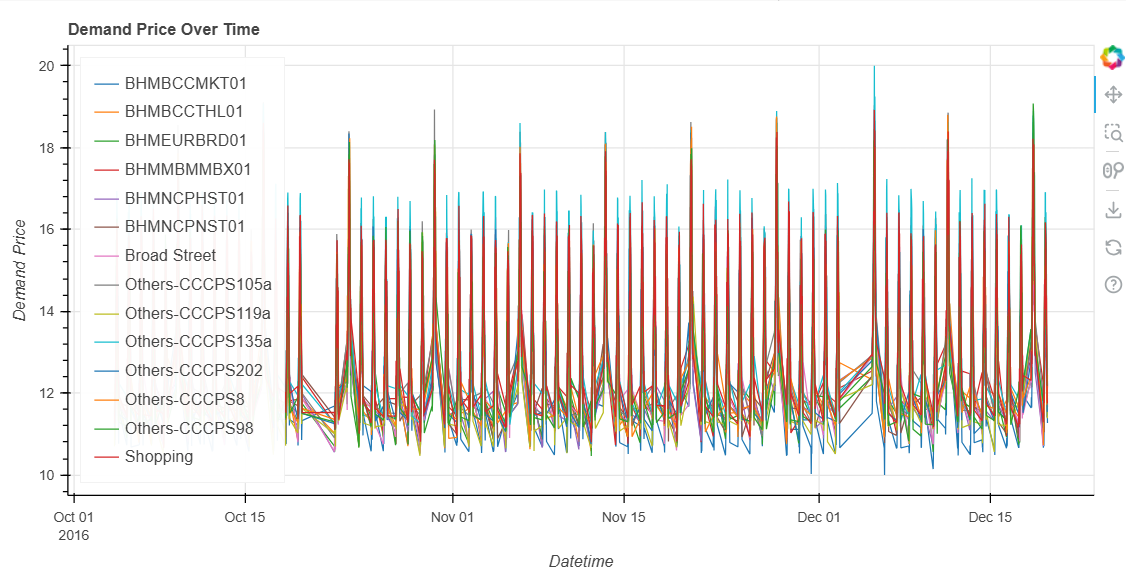 Demand Price Over Time
20
18
16
14
12
10
Demand Price
BHMBCCMKT01
BHMBCCTHL01
BHMEURBRD01
BHMMBMMBX01
BHMNCPHST01
BHMNCPNST01
Broad Street
Others-CCCPS105a
Others-CCCPS119a
Others-CCCPS135a
Others-CCCPS202
Others-CCCPS8
Others-CCCPS98
Shopping
Oct 01
2016
Oct 15
Nov 01
Nov 15
Dec 01
Dec 15
Datetime